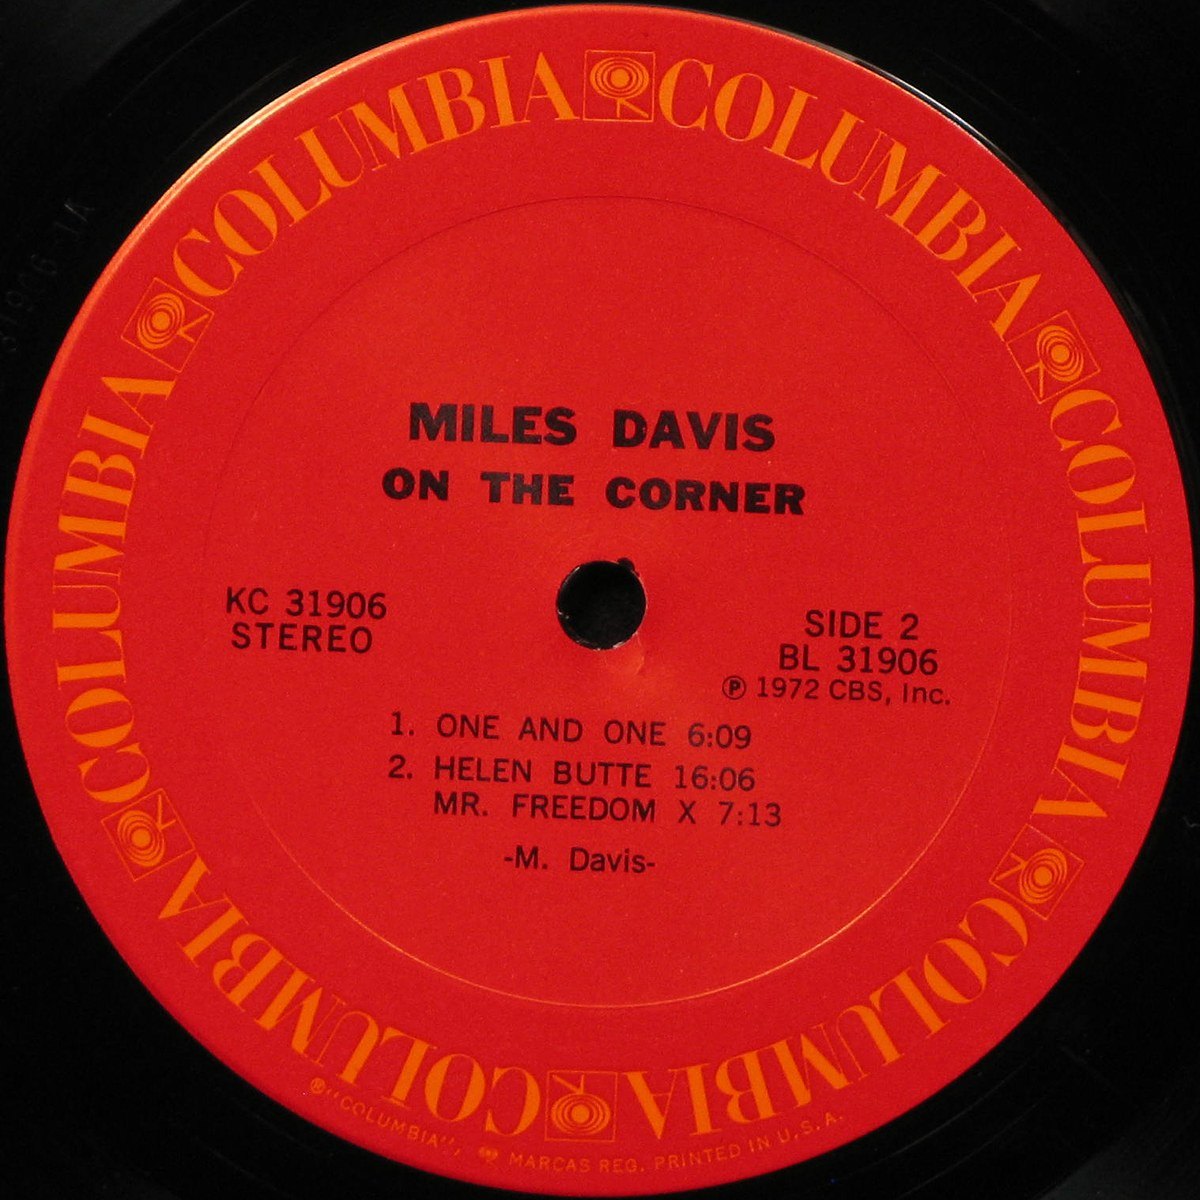 COLUMBIA COLUMBIA COLUMBIA COLUMBIA COLUMBIA COLUMBIA
MILES DAVIS
ON THE CORNER
KC 31906
STEREO
SIDE 2
BL 31906
℗ 1972 CBS, Inc.
1. ONE AND ONE 6:09
2. HELEN BUTTE 16:06
MR. FREEDOM X 7:13
-M. Davis-
® "COLUMBIA", MARCAS REG. PRINTED IN U.S.A.